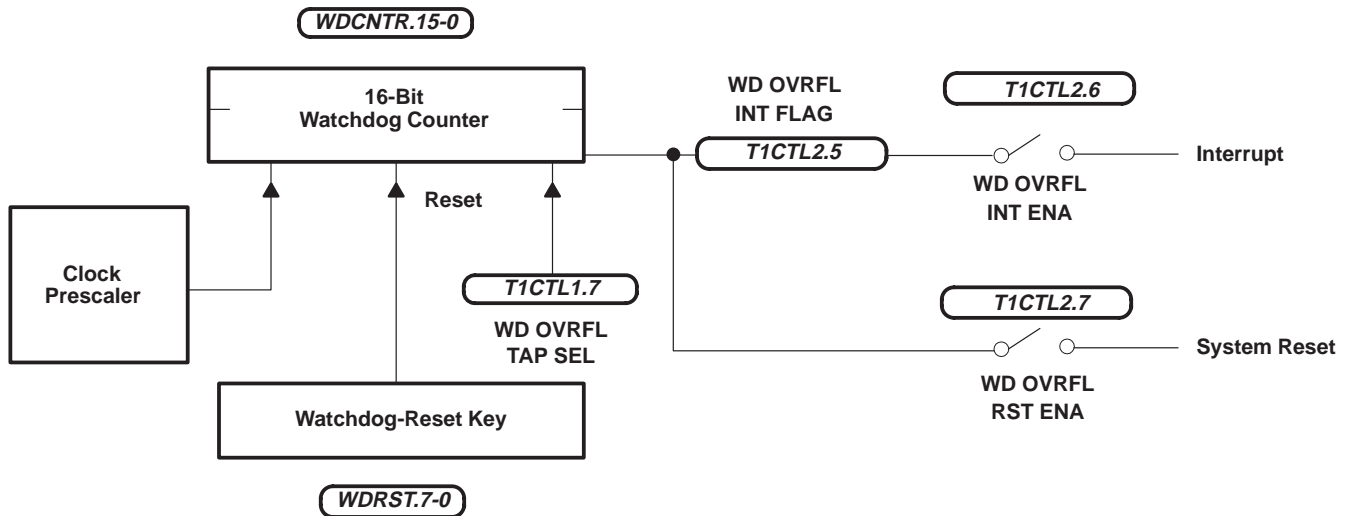 WDCNTR.15-0
16-Bit
Watchdog Counter
WD OVRFL
INT FLAG
T1CTL2.6
T1CTL2.5
Interrupt
WD OVRFL
INT ENA
Reset
Clock
Prescaler
T1CTL1.7
WD OVRFL
TAP SEL
T1CTL2.7
System Reset
WD OVRFL
RST ENA
Watchdog-Reset Key
WDRST.7-0